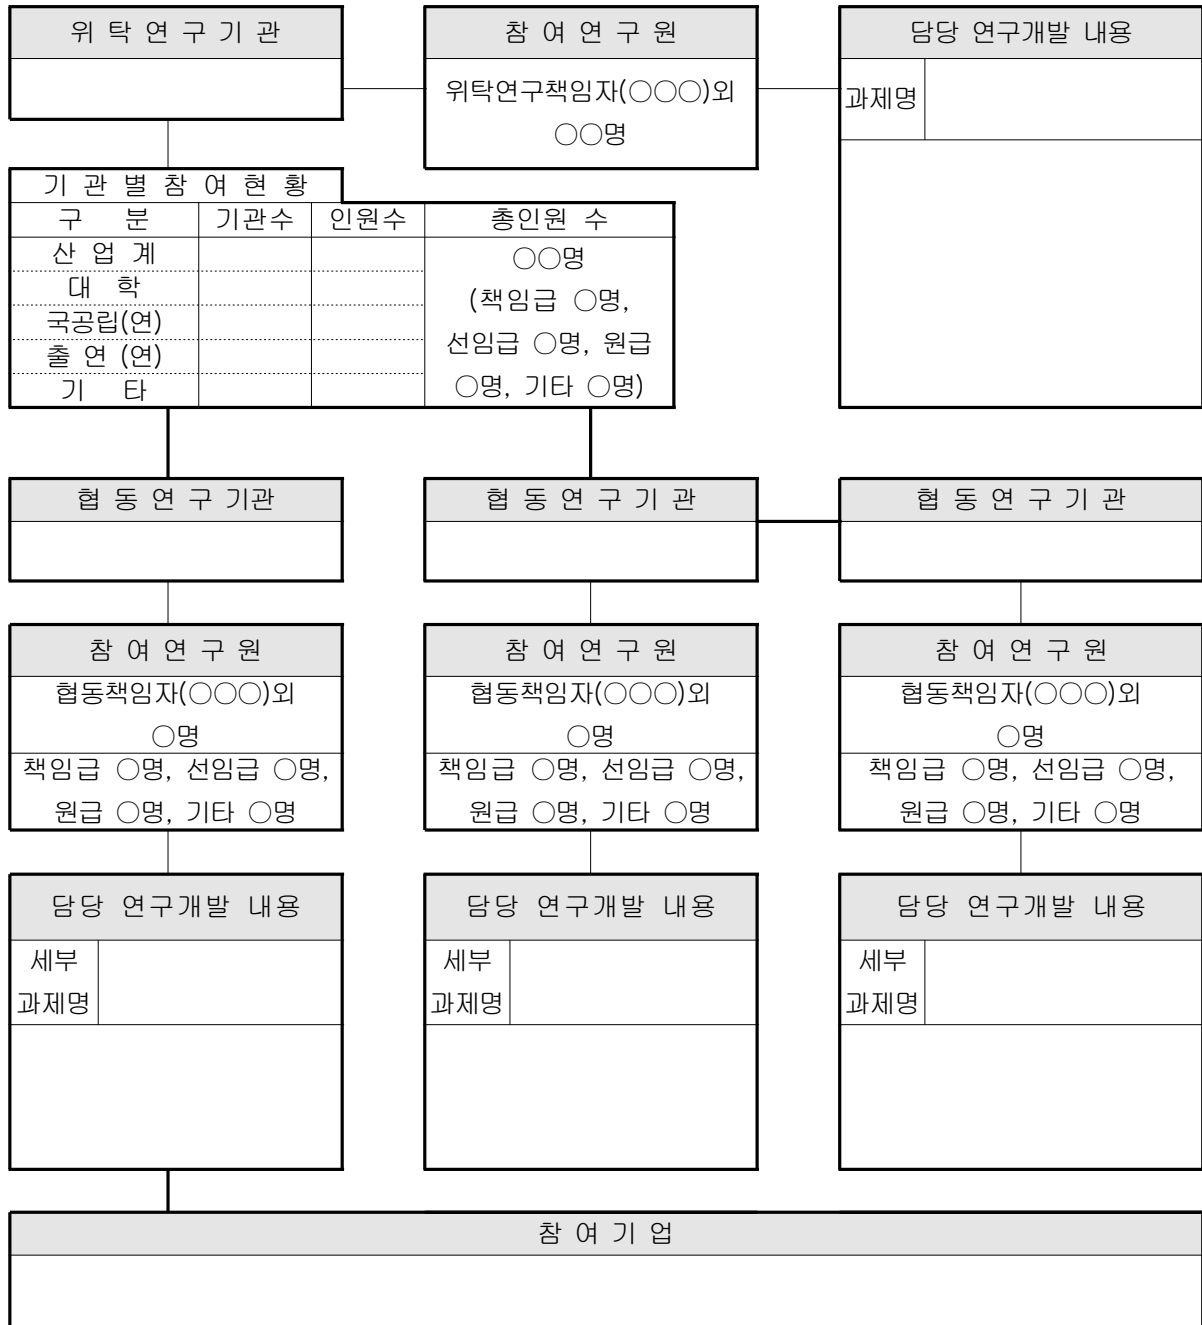 위 탁 연 구 기 관
참 여 연 구 원
위탁연구책임자(○○○)외
○○명
담당 연구개발 내용
과제명
기 관 별 참 여 현 황
구 분 기관수 인원수 총인원 수
산 업 계
대 학
국공립(연)
출 연 (연)
기 타
○○명
(책임급 ○명,
선임급 ○명, 원급
○명, 기타 ○명)
협 동 연 구 기관
협 동 연 구 기 관
협 동 연 구 기 관
참 여 연 구 원
협동책임자(○○○)외
○명
책임급 ○명, 선임급 ○명,
원급 ○명, 기타 ○명
참 여 연 구 원
협동책임자(○○○)외
○명
책임급 ○명, 선임급 ○명,
원급 ○명, 기타 ○명
참 여 연 구 원
협동책임자(○○○)외
○명
책임급 ○명, 선임급 ○명,
원급 ○명, 기타 ○명
담당 연구개발 내용
세부
과제명
담당 연구개발 내용
세부
과제명
담당 연구개발 내용
세부
과제명
참 여 기 업